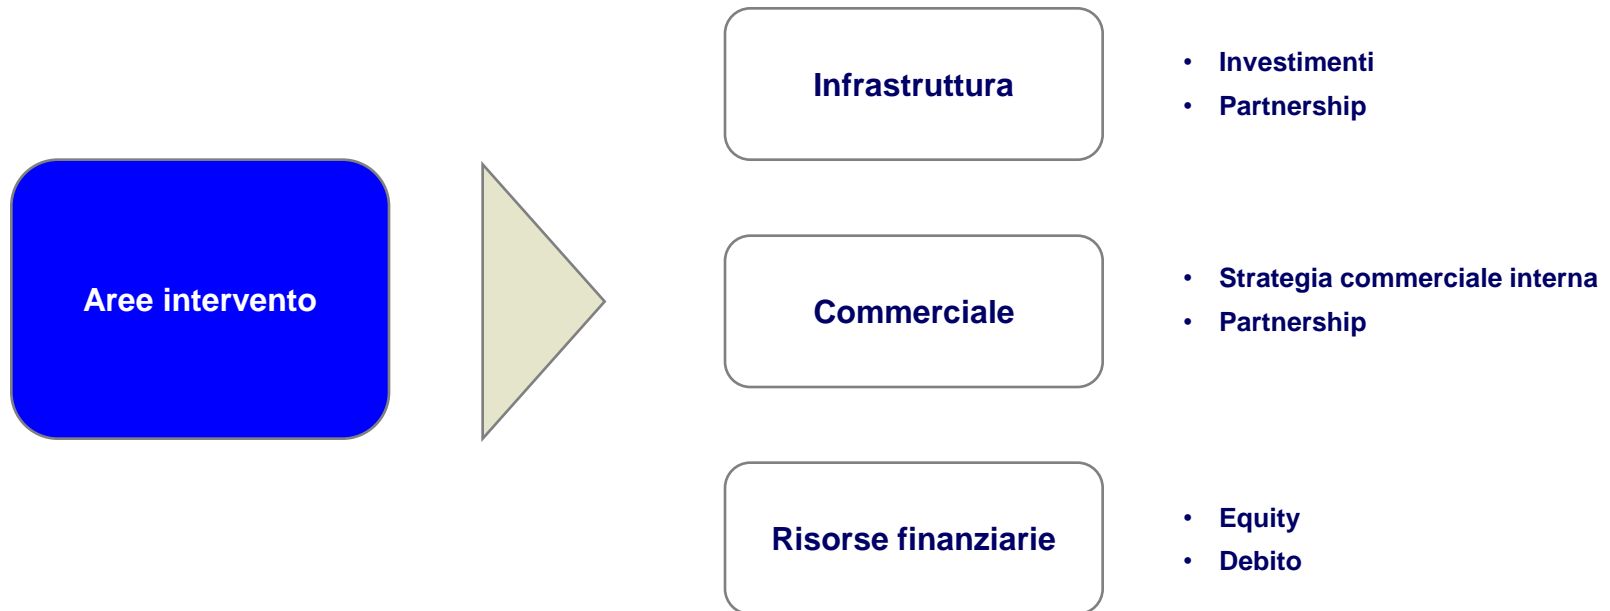 Aree intervento
Infrastruttura
• Investimenti
• Partnership
Commerciale
• Strategia commerciale interna
• Partnership
Risorse finanziarie
• Equity
• Debito